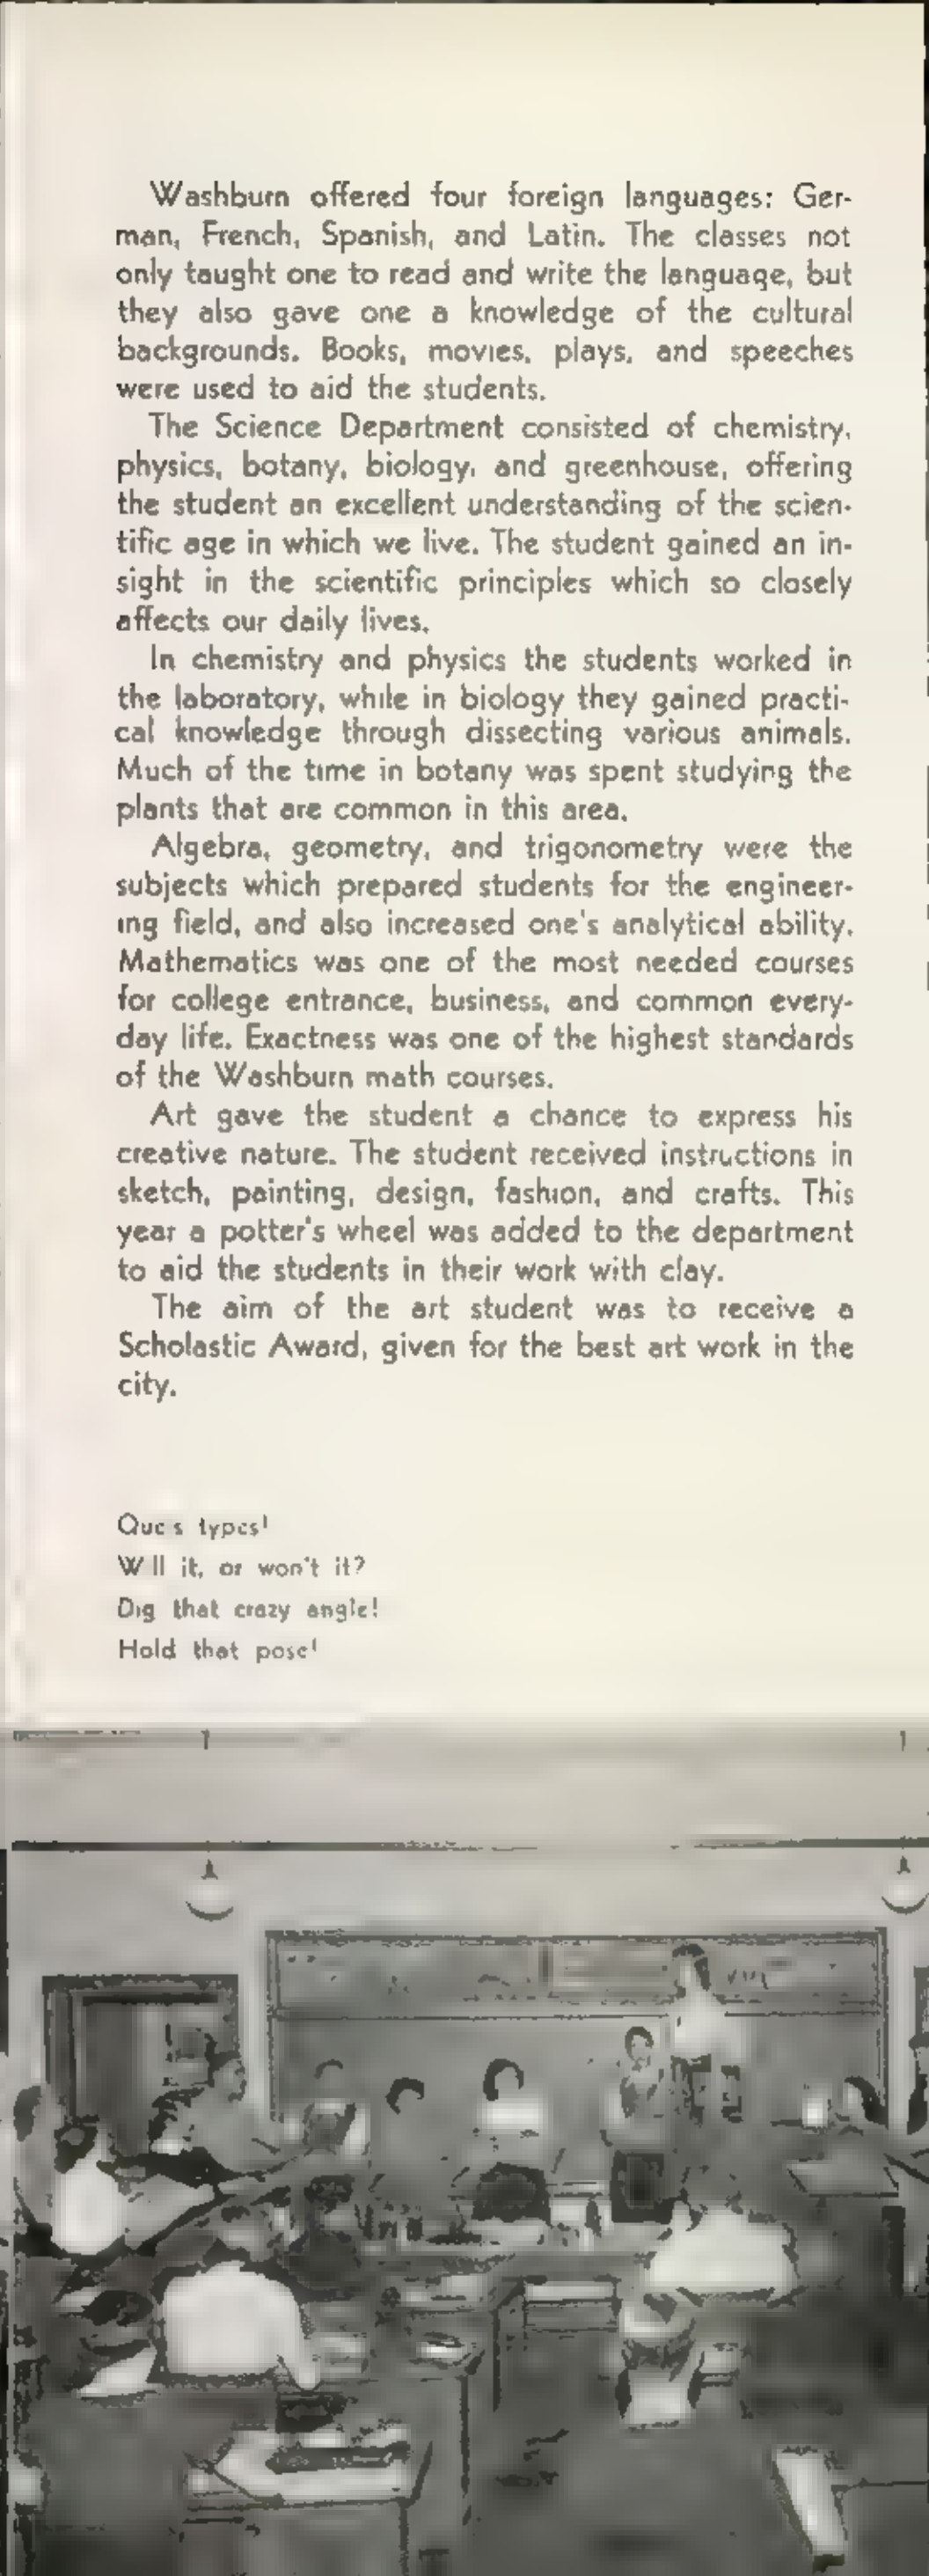 Washburn offered four foreign languages: Ger-
man, French, Spanish, and Latin. The classes not
only taught one to read and write the language, but
they also gave one a knowledge of the cultural
backgrounds. Books, movies, plays, and speeches
were used to aid the students.
The Science Department consisted of chemistry,
physics, botany, biology, and greenhouse, offering
the student an excellent understanding of the scien-
tific age in which we live. The student gained an in-
sight in the scientific principles which so closely
affects our daily lives.
In chemistry and physics the students worked in
the laboratory, while in biology they gained practi-
cal knowledge through dissecting various animals.
Much of the time in botany was spent studying the
plants that are common in this area.
Algebra, geometry, and trigonometry were the
subjects which prepared students for the engineer-
ing field, and also increased one's analytical ability.
Mathematics was one of the most needed courses
for college entrance, business, and common every-
day life. Exactness was one of the highest standards
of the Washburn math courses.
Art gave the student a chance to express his
creative nature. The student received instructions in
sketch, painting, design, fashion, and crafts. This
year a potter's wheel was added to the department
to aid the students in their work with clay.
The aim of the art student was to receive a
Scholastic Award, given for the best art work in the
city.
types!
Will it, or won't it?
Dig that crazy angle!
Hold that pose!